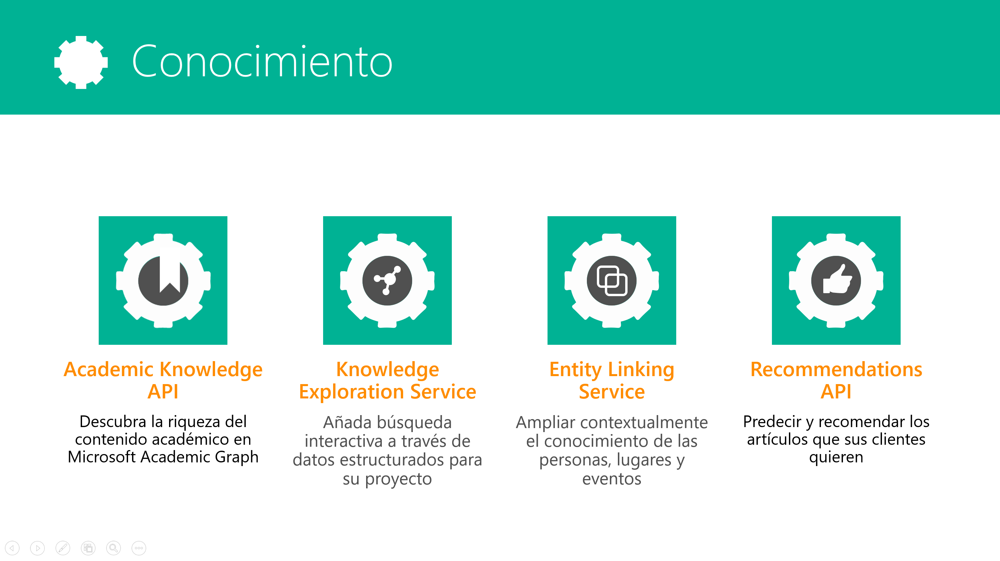 Conocimiento
Academic Knowledge
API
Descubra la riqueza del
contenido académico en
Microsoft Academic Graph
Knowledge
Exploration Service
Añada búsqueda
interactiva a través de
datos estructurados para
su proyecto
Entity Linking
Service
Ampliar contextualmente
el conocimiento de las
personas, lugares y
eventos
Recommendations
API
Predecir y recomendar los
artículos que sus clientes
quieren